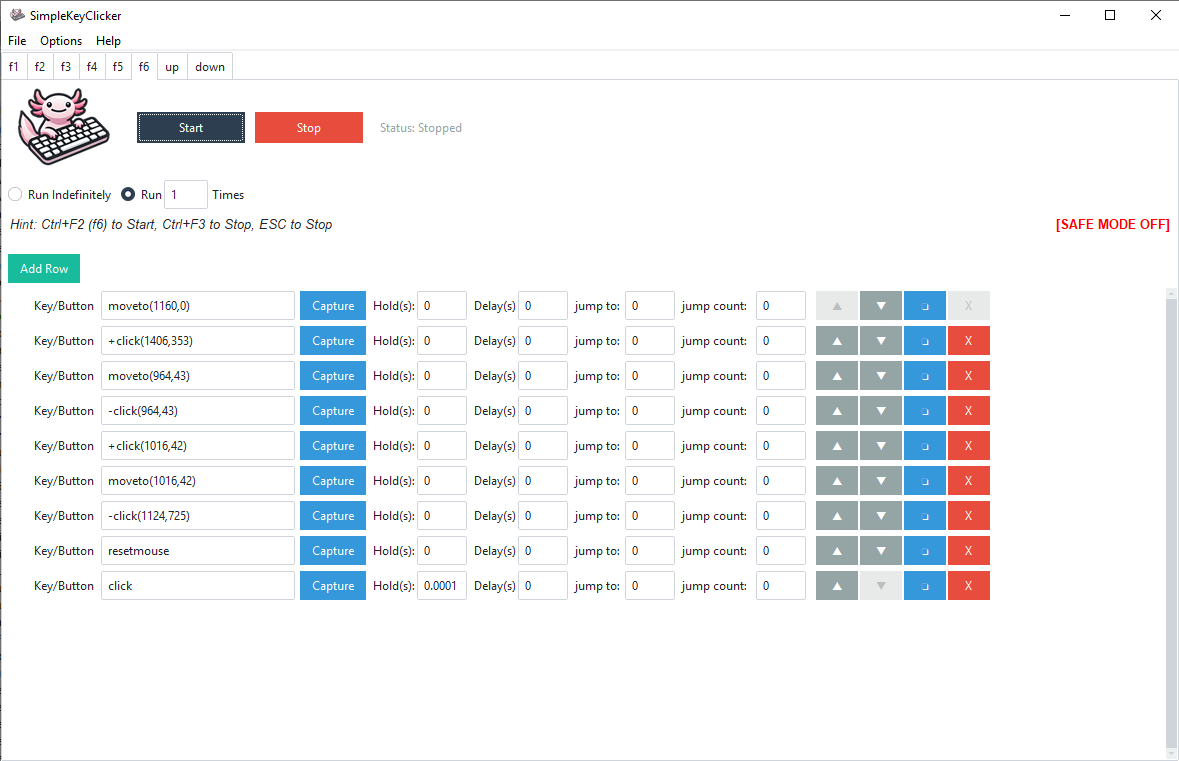 SimpleKeyClicker
File Options Help
f1 f2 f3 f4 f5 f6 up down
Start Stop Status: Stopped
Run Indefinitely Run 1 Times
Hint: Ctrl+F2 (f6) to Start, Ctrl+F3 to Stop, ESC to Stop [SAFE MODE OFF]
Add Row
Key/Button moveto(1160,0) Capture Hold(s): 0 Delay(s) 0 jump to: 0 jump count: 0 ▲ ▼ □ X
Key/Button +click(1406,353) Capture Hold(s): 0 Delay(s) 0 jump to: 0 jump count: 0 ▲ ▼ □ X
Key/Button moveto(964,43) Capture Hold(s): 0 Delay(s) 0 jump to: 0 jump count: 0 ▲ ▼ □ X
Key/Button -click(964,43) Capture Hold(s): 0 Delay(s) 0 jump to: 0 jump count: 0 ▲ ▼ □ X
Key/Button +click(1016,42) Capture Hold(s): 0 Delay(s) 0 jump to: 0 jump count: 0 ▲ ▼ □ X
Key/Button moveto(1016,42) Capture Hold(s): 0 Delay(s) 0 jump to: 0 jump count: 0 ▲ ▼ □ X
Key/Button -click(1124,725) Capture Hold(s): 0 Delay(s) 0 jump to: 0 jump count: 0 ▲ ▼ □ X
Key/Button resetmouse Capture Hold(s): 0 Delay(s) 0 jump to: 0 jump count: 0 ▲ ▼ □ X
Key/Button click Capture Hold(s): 0.0001 Delay(s) 0 jump to: 0 jump count: 0 ▲ ▼ □ X